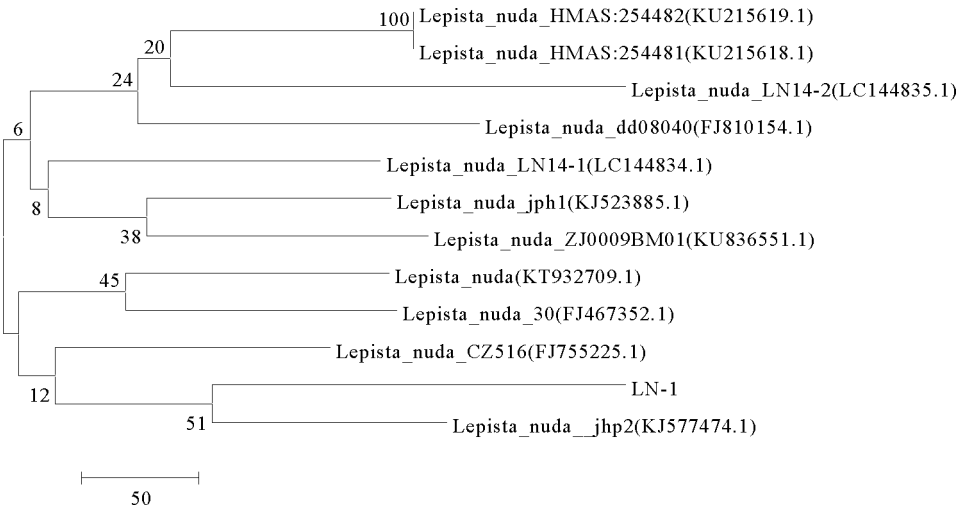 100 Lepista_nuda_HMAS:254482(KU215619.1)
20 Lepista_nuda_HMAS:254481(KU215618.1)
24 Lepista_nuda_LN14-2(LC144835.1)
6 Lepista_nuda_dd08040(FJ810154.1)
Lepista_nuda_LN14-1(LC144834.1)
8 Lepista_nuda_jph1(KJ523885.1)
38 Lepista_nuda_ZJ0009BM01(KU836551.1)
45 Lepista_nuda(KT932709.1)
Lepista_nuda_30(FJ467352.1)
Lepista_nuda_CZ516(FJ755225.1)
12 LN-1
51 Lepista_nuda__jhp2(KJ577474.1)
50